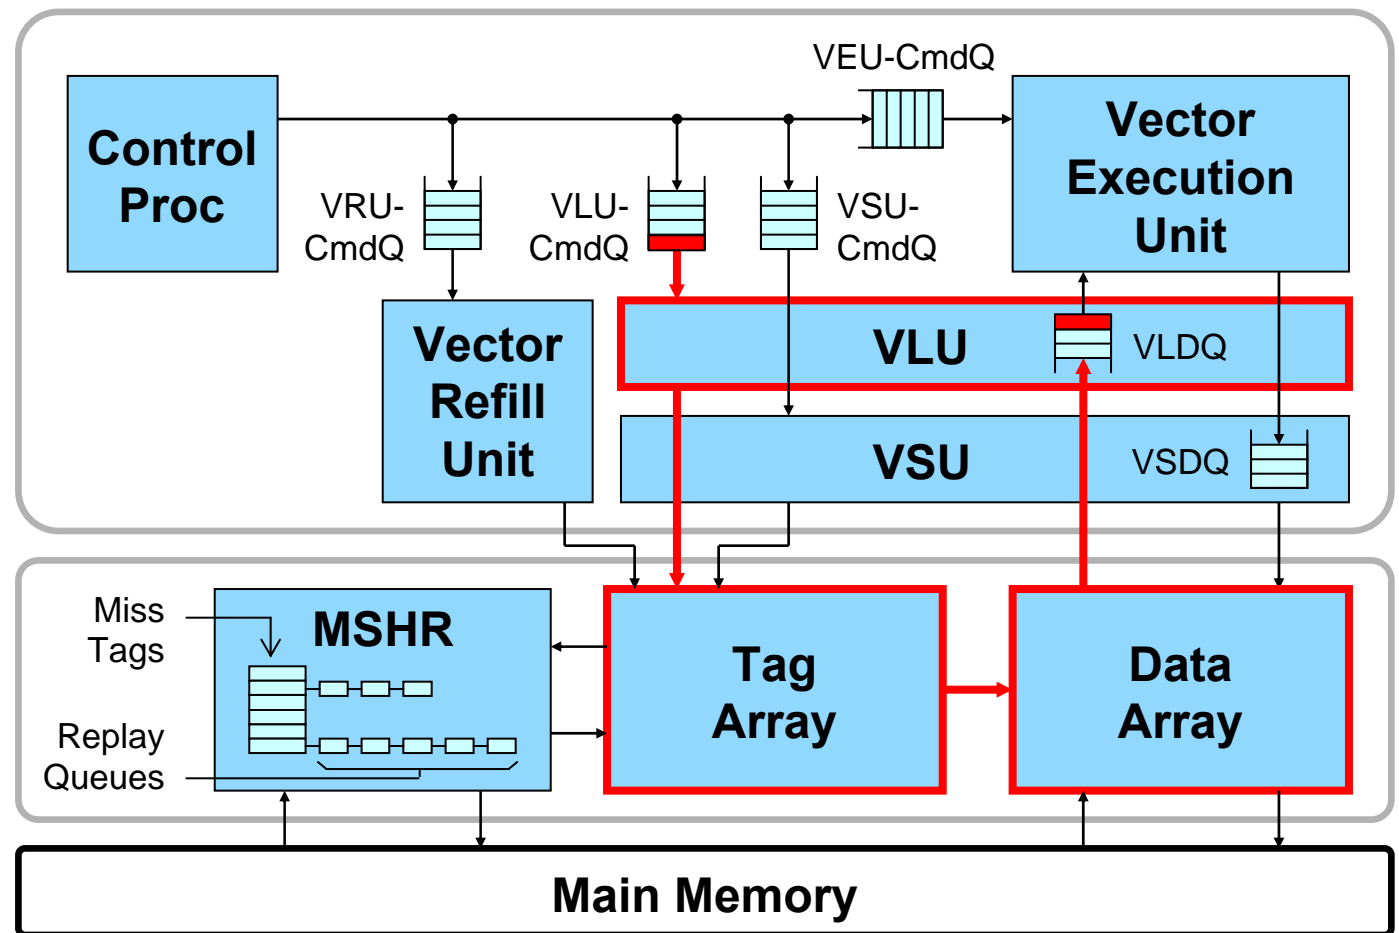 VEU-CmdQ
Control
Proc
Vector
Execution
Unit
VRU-
CmdQ
VLU-
CmdQ
VSU-
CmdQ
Vector
Refill
Unit
VLU
VLDQ
VSU
VSDQ
Miss
Tags
MSHR
Replay
Queues
Tag
Array
Data
Array
Main Memory